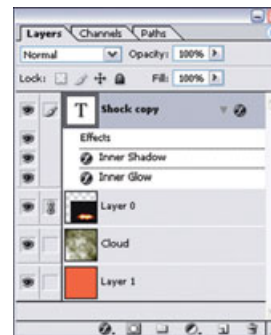 Layers Channels Paths
Normal Opacity: 100%
Lock: Fill: 100%
T Shock copy
Effects
Inner Shadow
Inner Glow
Layer 0
Cloud
Layer 1